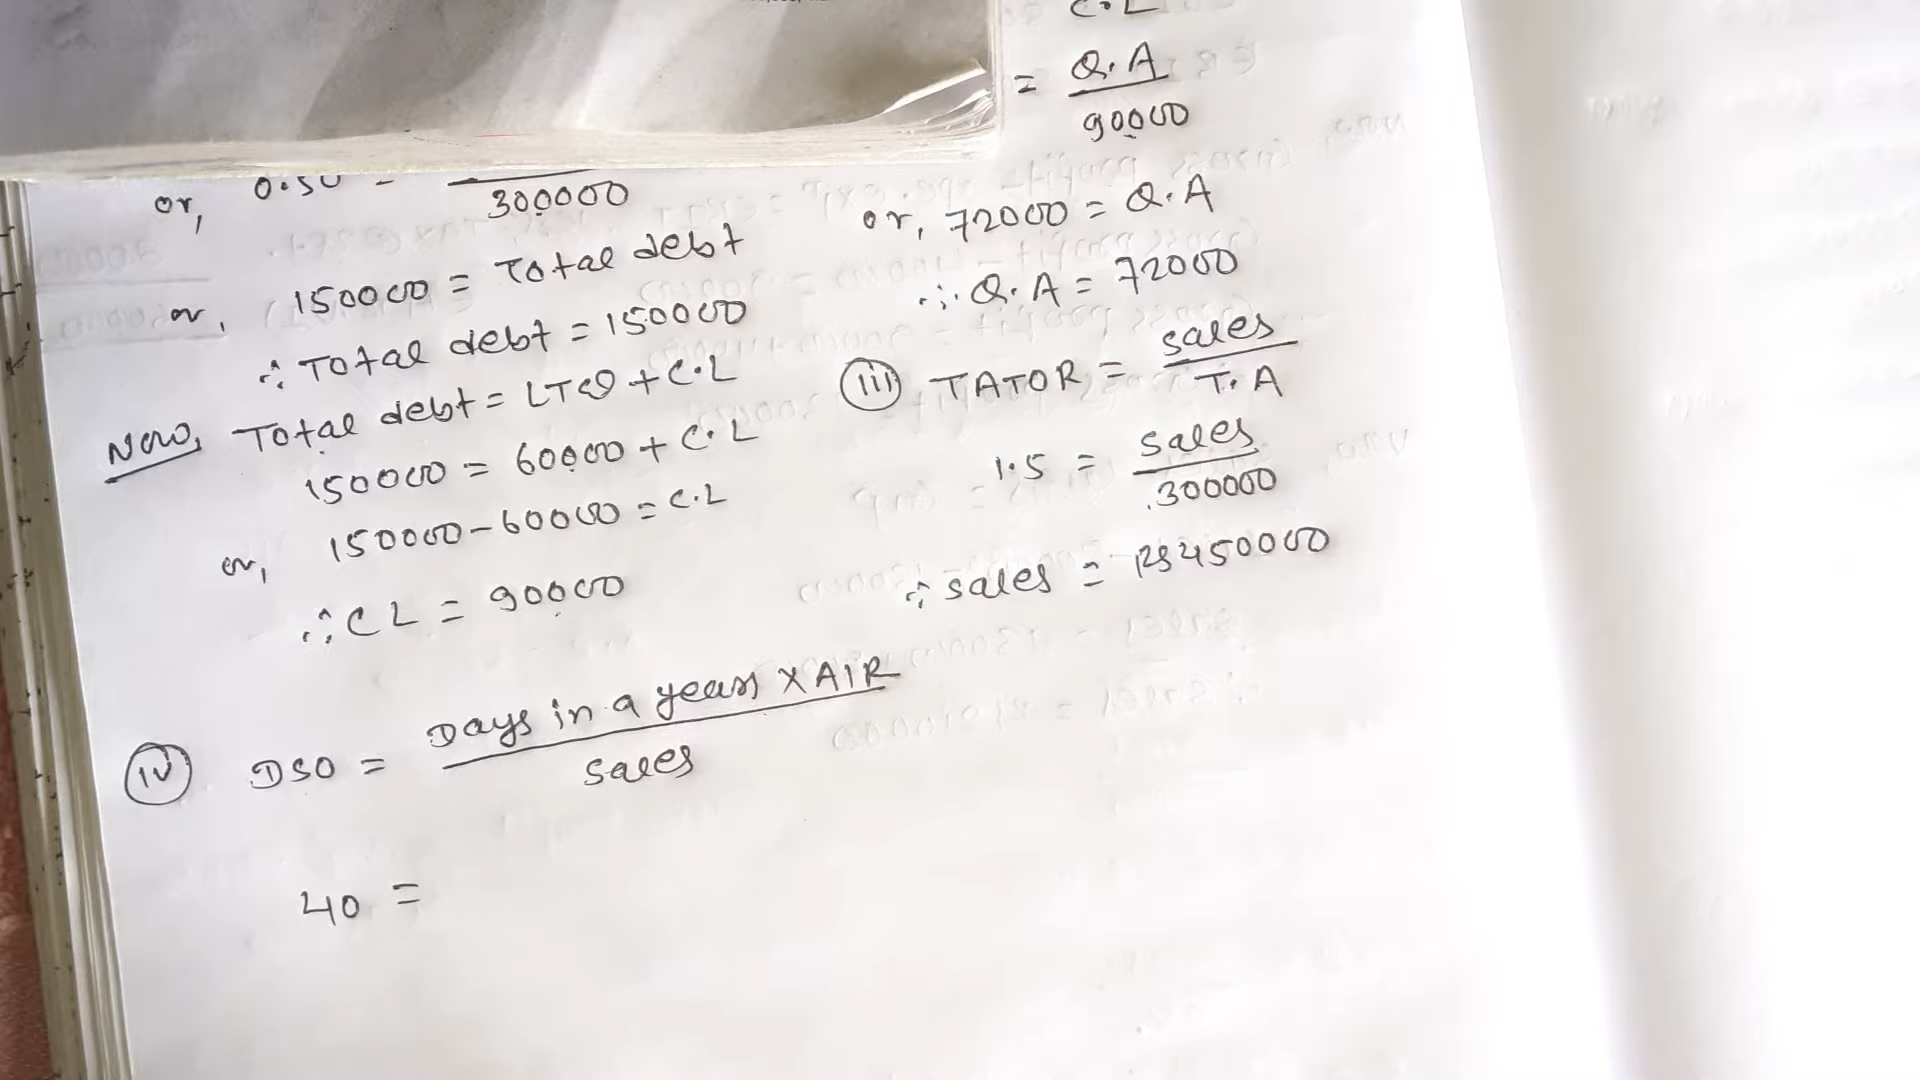 = Q.A / 90000
or, 0.50 = / 300000
or, 150000 = Total debt
∴ Total debt = 150000
Now, Total debt = LTD + C.L
150000 = 60000 + C.L
or, 150000 - 60000 = C.L
∴ CL = 90000
or, 72000 = Q.A
∴ Q.A = 72000
(iii) TATOR = sales / T.A
1.5 = sales / 300000
∴ sales = RS 450000
(iv) DSO = Days in a years X A/R / sales
40 =